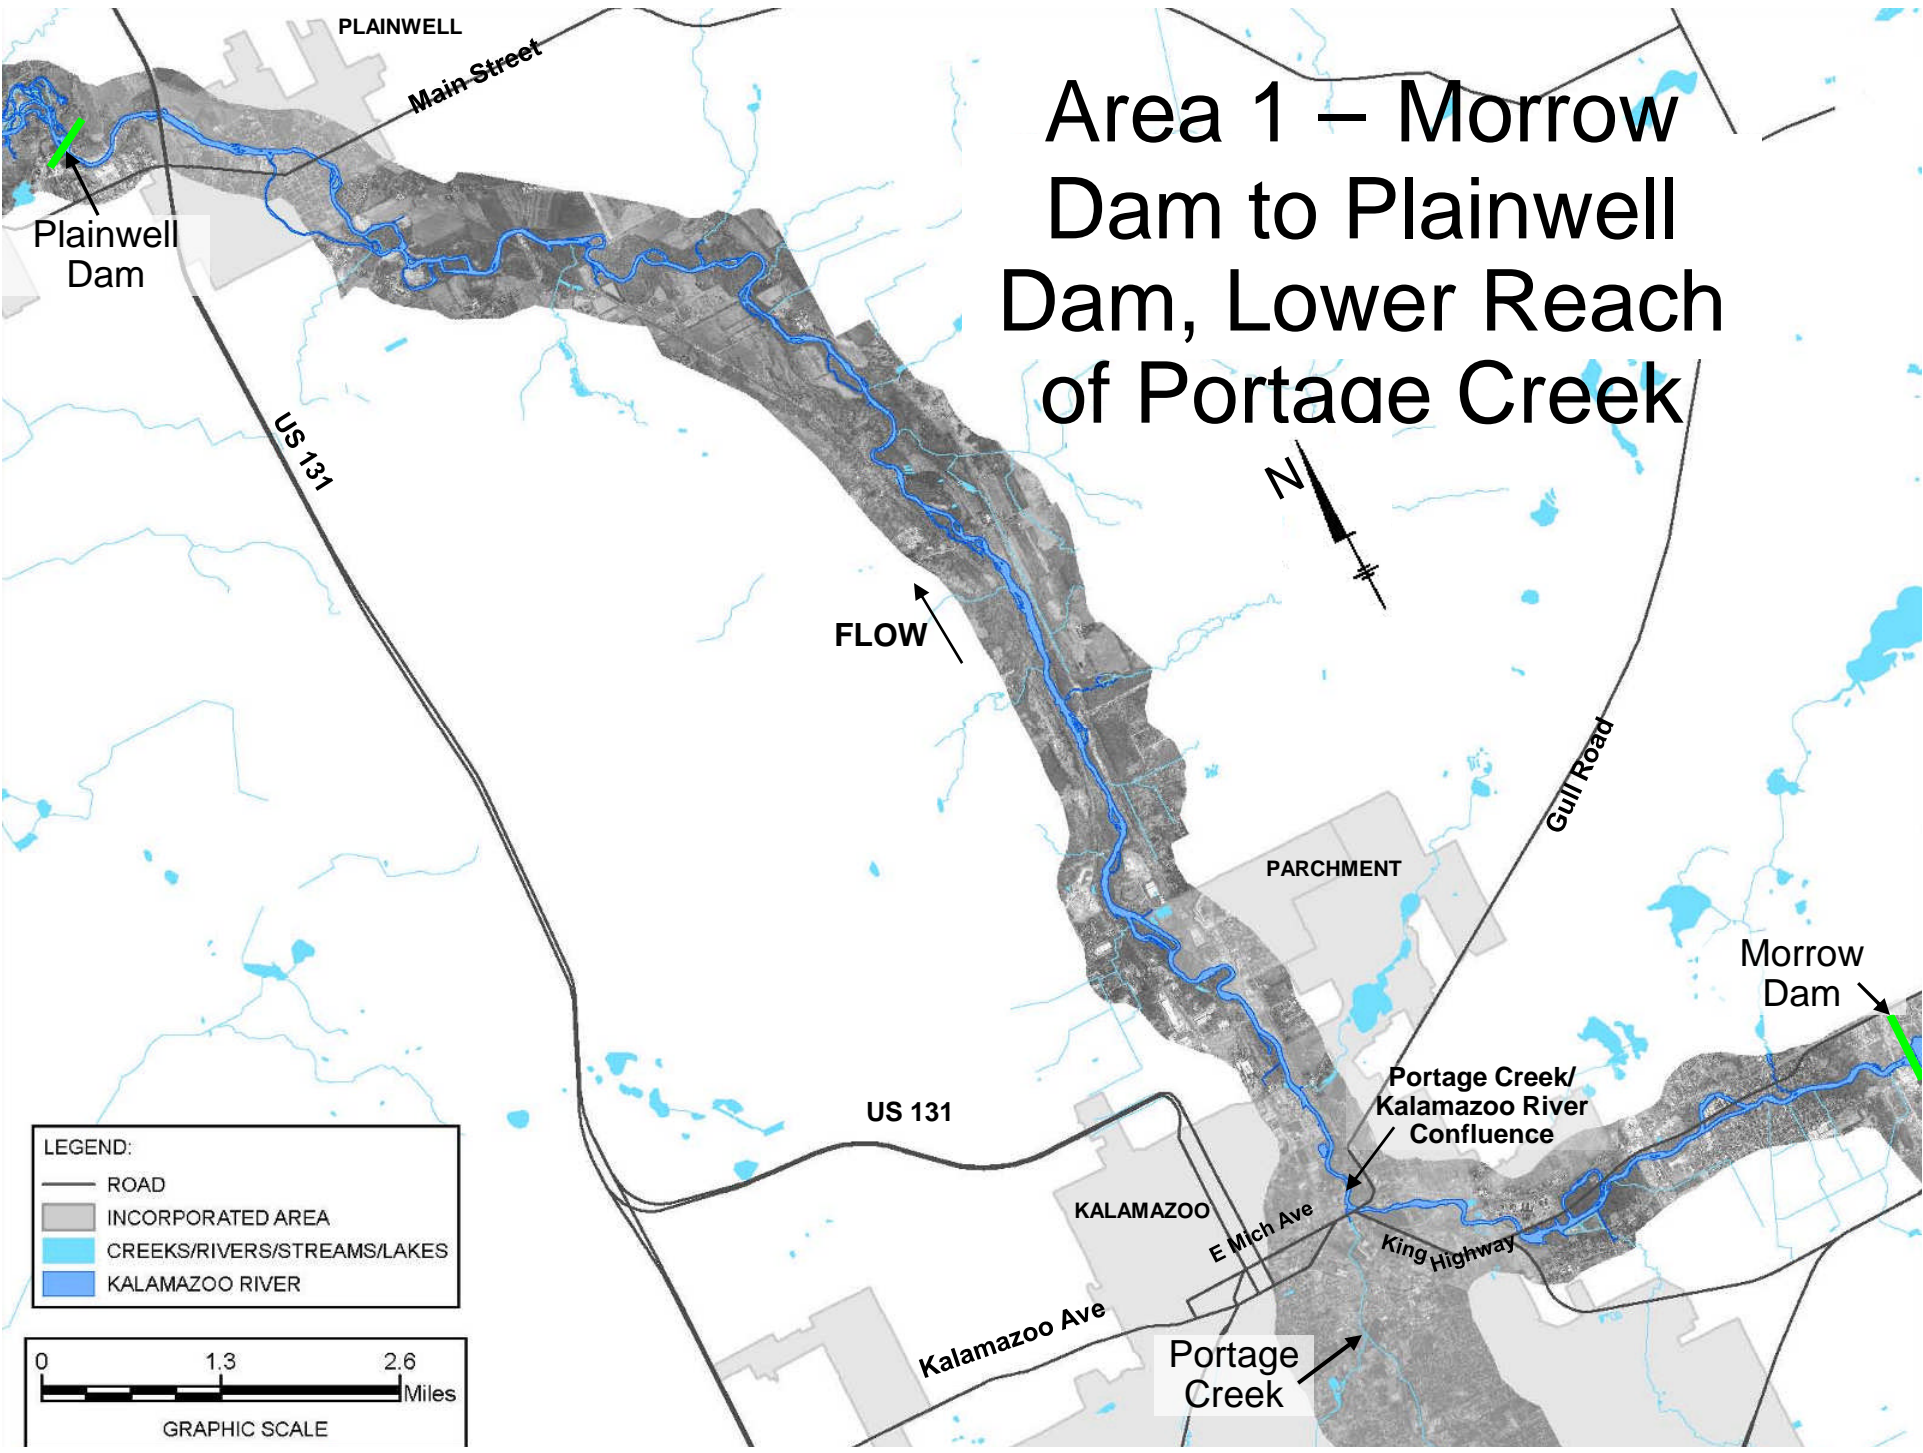 PLAINWELL
Main Street
Area 1 – Morrow
Dam to Plainwell
Dam, Lower Reach
of Portage Creek
Plainwell
Dam
US 131
N
FLOW
Gull Road
PARCHMENT
Morrow
Dam
Portage Creek/
Kalamazoo River
Confluence
US 131
KALAMAZOO
E Mich Ave
King Highway
Kalamazoo Ave
Portage
Creek
LEGEND:
ROAD
INCORPORATED AREA
CREEKS/RIVERS/STREAMS/LAKES
KALAMAZOO RIVER
0 1.3 2.6
Miles
GRAPHIC SCALE